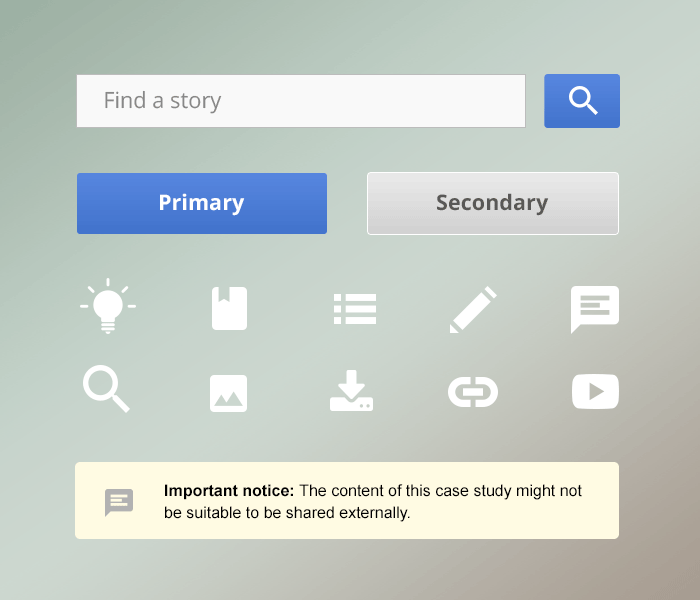 Find a story
Primary
Secondary
Important notice: The content of this case study might not
be suitable to be shared externally.